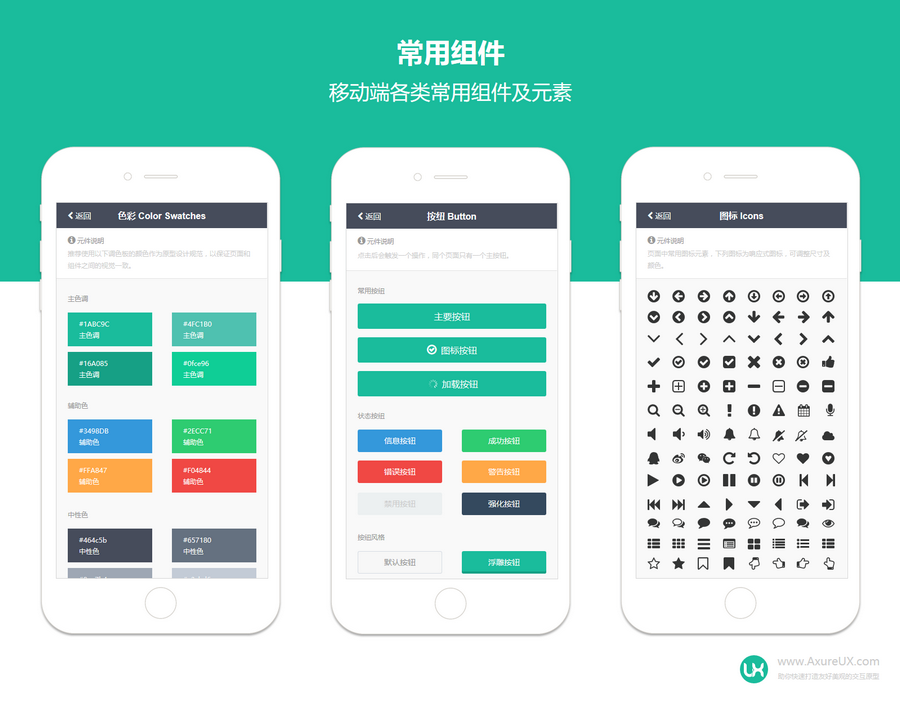 常用组件
移动端各类常用组件及元素
返回
色彩 Color Swatches
元件说明
推荐使用以下调色板的颜色作为原型设计规范，以保证页面和
组件之间的视觉一致。
主色调
#1ABC9C
主色调
#4FC1B0
主色调
#16A085
主色调
#0fce96
主色调
辅助色
#3498DB
辅助色
#2ECC71
辅助色
#FFAB47
辅助色
#F04844
辅助色
中性色
#464c5b
中性色
#657180
中性色
返回
按钮 Button
元件说明
点击后会触发一个操作，同个页面只有一个主按钮。
常用按钮
主要按钮
图标按钮
加载按钮
状态按钮
信息按钮
成功按钮
错误按钮
警告按钮
禁用按钮
强化按钮
按钮风格
默认按钮
浮雕按钮
返回
图标 Icons
元件说明
页面中常用图标元素，下列图标为响应式图标，可调整尺寸及
颜色。
UX
www.AxureUX.com
助你快速打造友好美观的交互原型